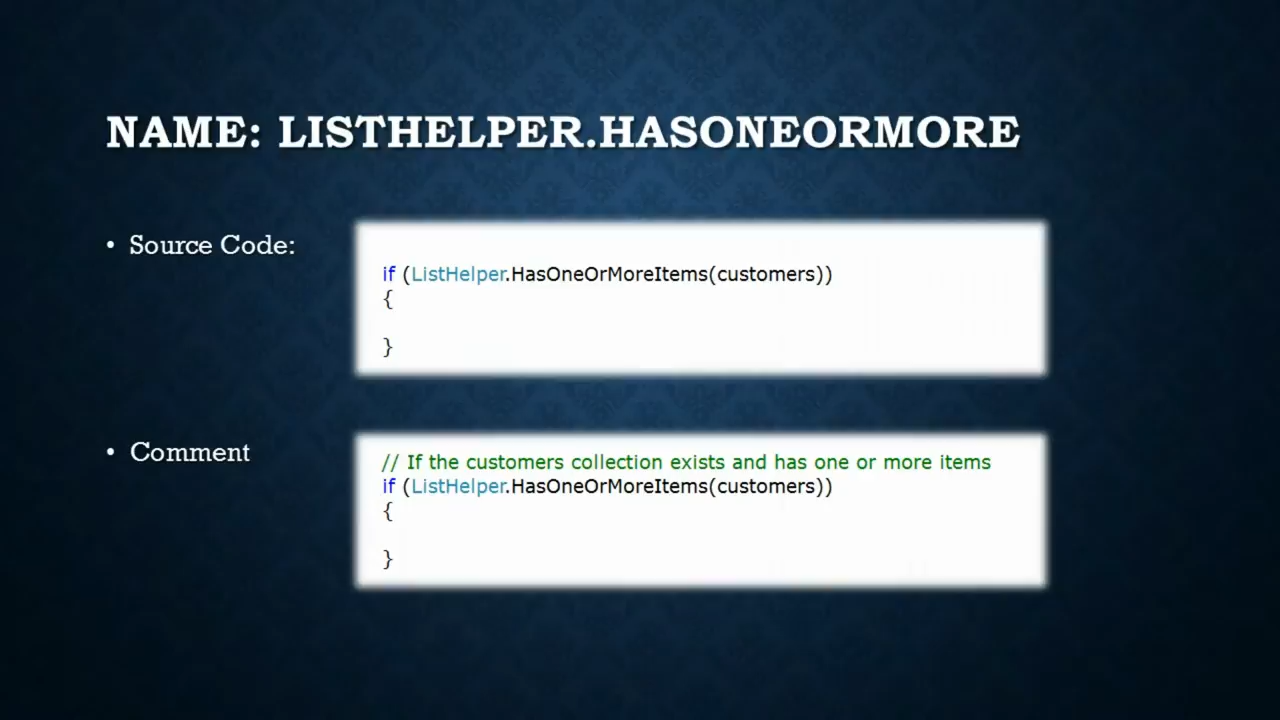 NAME: LISTHELPER.HASONEORMORE
• Source Code:
if (ListHelper.HasOneOrMoreItems(customers))
{
}
• Comment
// If the customers collection exists and has one or more items
if (ListHelper.HasOneOrMoreItems(customers))
{
}